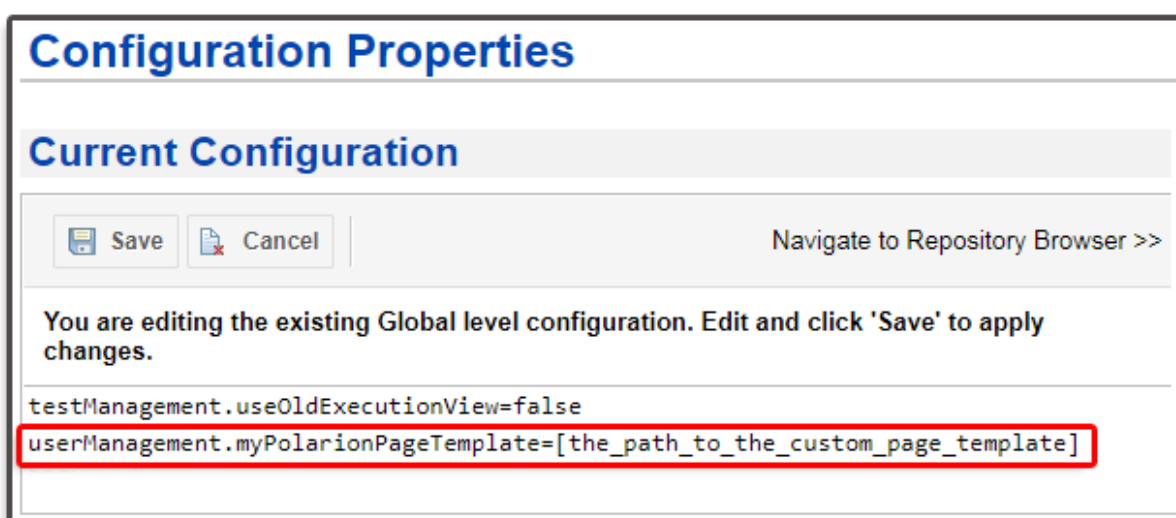 Configuration Properties
Current Configuration
Save Cancel Navigate to Repository Browser >>
You are editing the existing Global level configuration. Edit and click 'Save' to apply
changes.
testManagement.useOldExecutionView=false
userManagement.myPolarionPageTemplate=[the_path_to_the_custom_page_template]